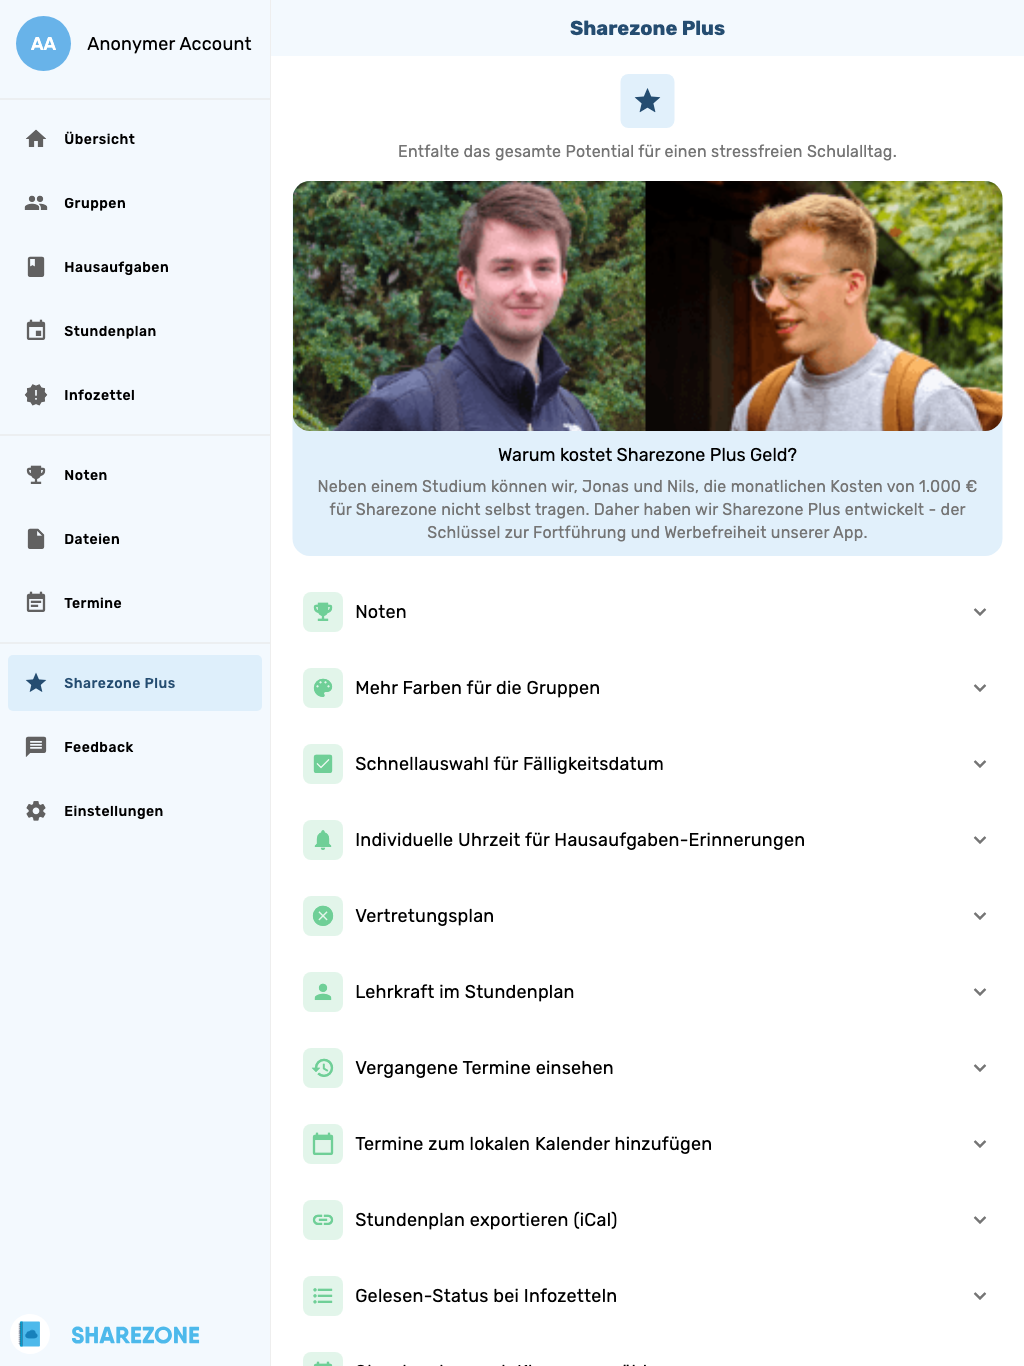 AA
Anonymer Account
Übersicht
Gruppen
Hausaufgaben
Stundenplan
Infozettel
Noten
Dateien
Termine
Sharezone Plus
Feedback
Einstellungen
SHAREZONE
Sharezone Plus
Entfalte das gesamte Potential für einen stressfreien Schulalltag.
Warum kostet Sharezone Plus Geld?
Neben einem Studium können wir, Jonas und Nils, die monatlichen Kosten von 1.000 €
für Sharezone nicht selbst tragen. Daher haben wir Sharezone Plus entwickelt - der
Schlüssel zur Fortführung und Werbefreiheit unserer App.
Noten
Mehr Farben für die Gruppen
Schnellauswahl für Fälligkeitsdatum
Individuelle Uhrzeit für Hausaufgaben-Erinnerungen
Vertretungsplan
Lehrkraft im Stundenplan
Vergangene Termine einsehen
Termine zum lokalen Kalender hinzufügen
Stundenplan exportieren (iCal)
Gelesen-Status bei Infozetteln